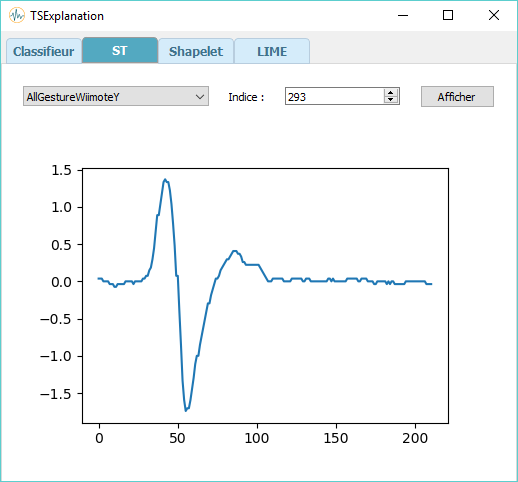 TSExplanation
Classifieur ST Shapelet LIME
AllGestureWiimoteY Indice : 293 Afficher
1.5
1.0
0.5
0.0
−0.5
−1.0
−1.5
0 50 100 150 200